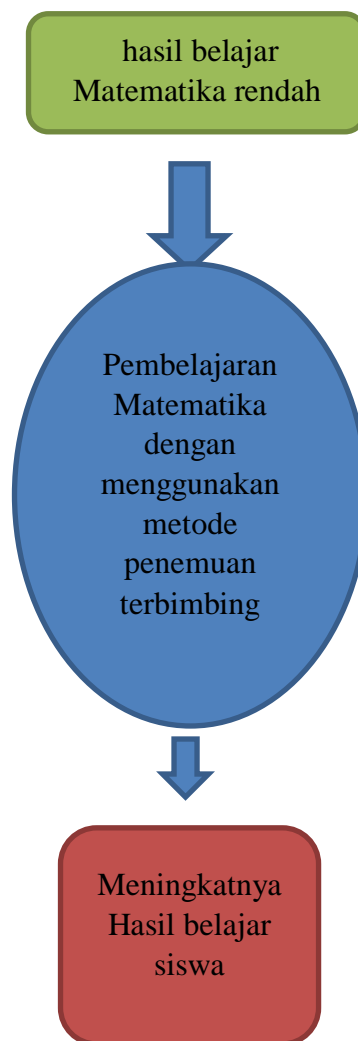 hasil belajar
Matematika rendah
Pembelajaran
Matematika
dengan
menggunakan
metode
penemuan
terbimbing
Meningkatnya
Hasil belajar
siswa